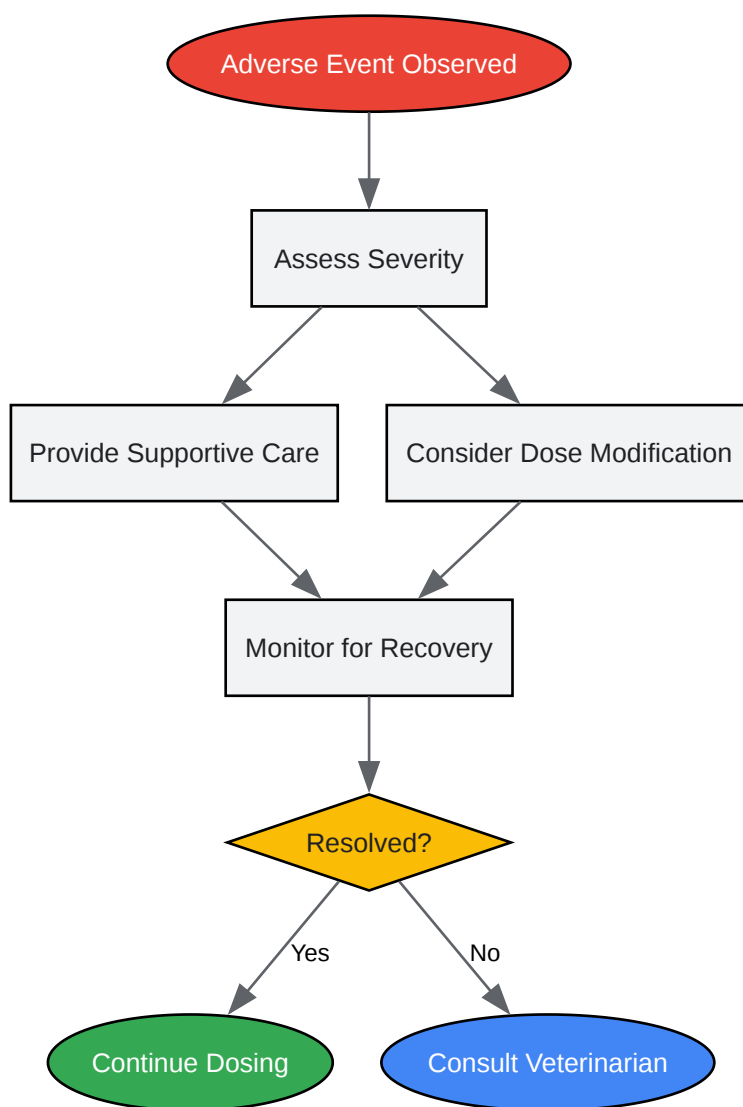 Adverse Event Observed
Assess Severity
Provide Supportive Care
Consider Dose Modification
Monitor for Recovery
Resolved?
Yes
No
Continue Dosing
Consult Veterinarian